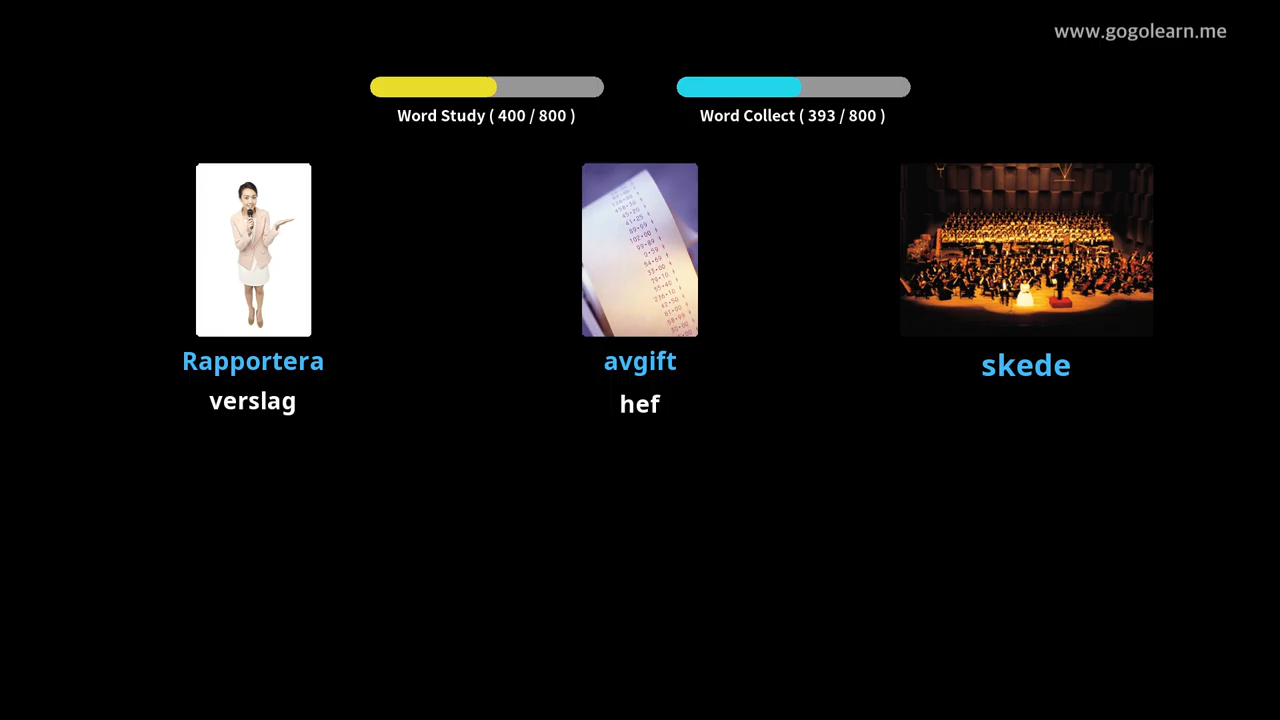 www.gogolearn.me
Word Study ( 400 / 800 )
Word Collect ( 393 / 800 )
Rapportera
avgift
skede
verslag
hef